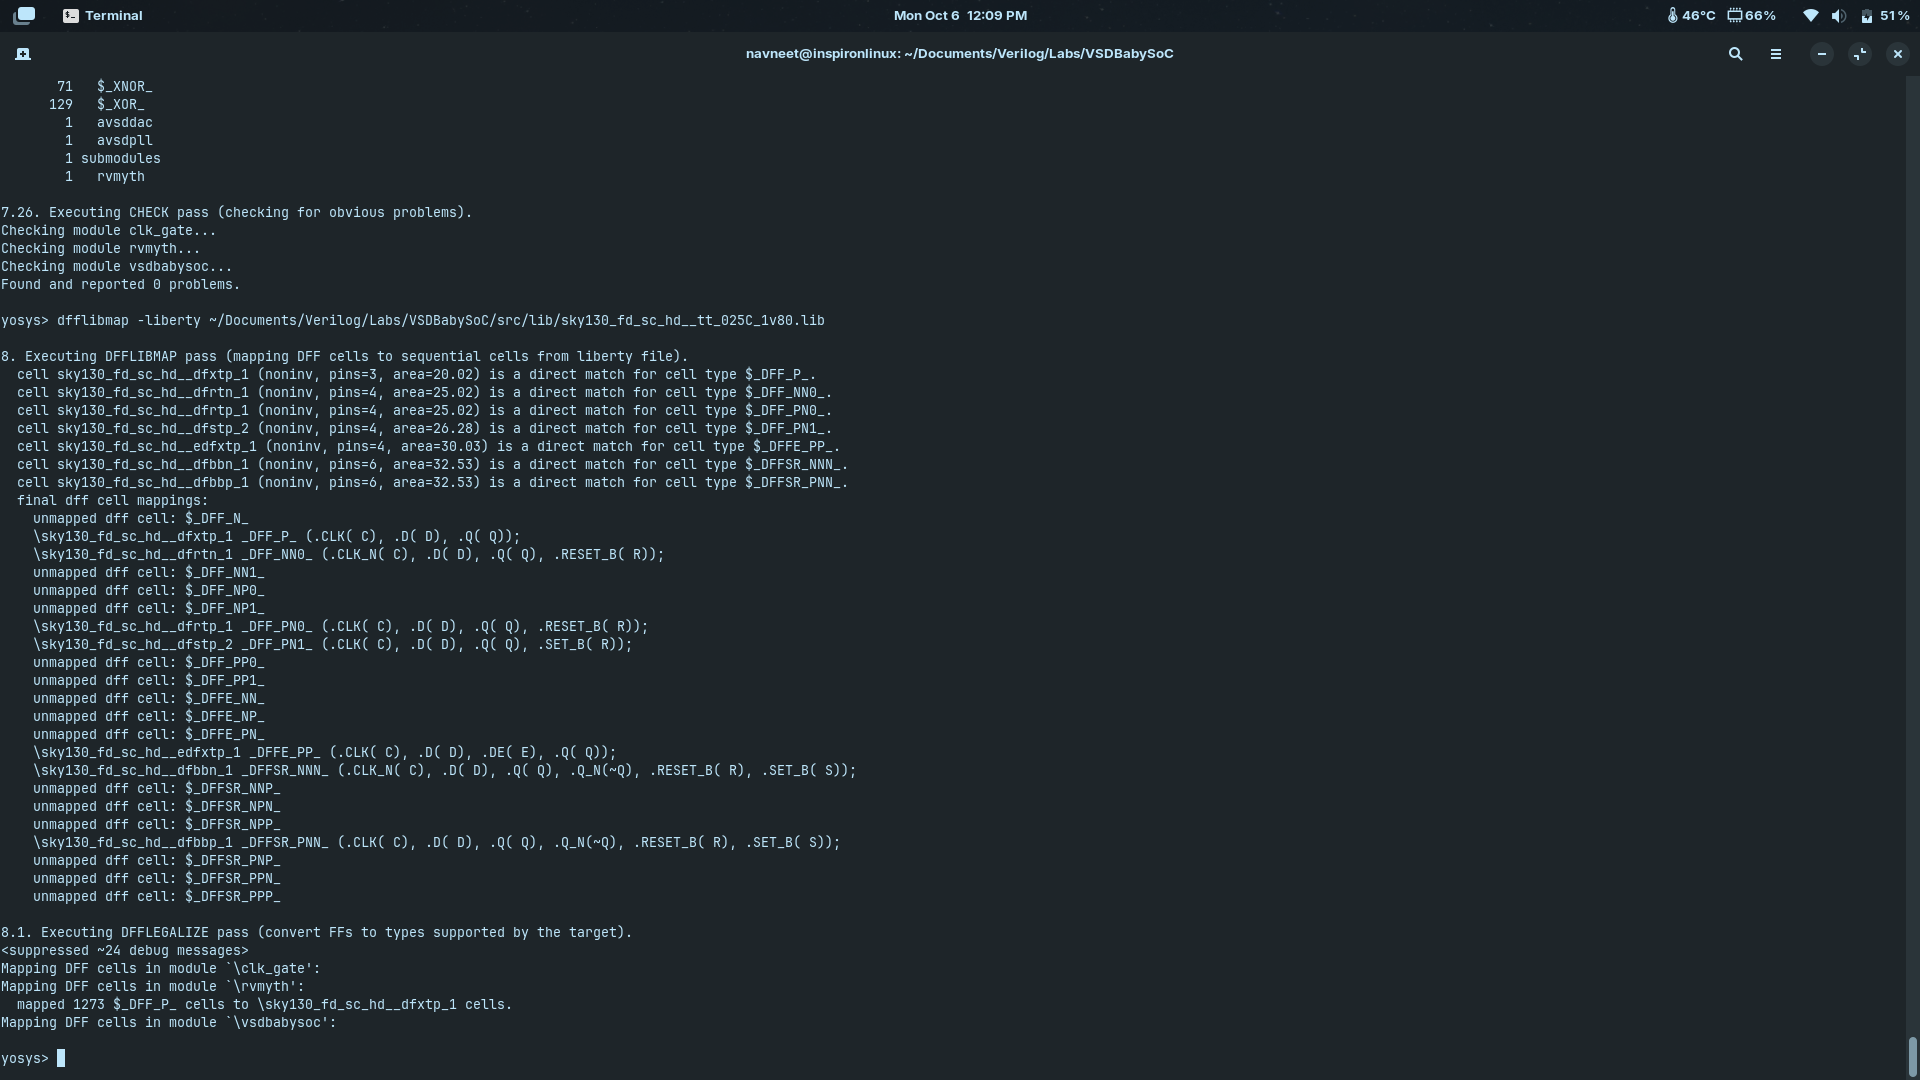 Terminal
Mon Oct 6 12:09 PM
46°C 66% 51%
navneet@inspironlinux: ~/Documents/Verilog/Labs/VSDBabySoC
71 $_XNOR_
129 $_XOR_
1 avsddac
1 avsdpll
1 submodules
1 rvmyth
7.26. Executing CHECK pass (checking for obvious problems).
Checking module clk_gate...
Checking module rvmyth...
Checking module vsdbabysoc...
Found and reported 0 problems.
yosys> dfflibmap -liberty ~/Documents/Verilog/Labs/VSDBabySoC/src/lib/sky130_fd_sc_hd__tt_025C_1v80.lib
8. Executing DFFLIBMAP pass (mapping DFF cells to sequential cells from liberty file).
cell sky130_fd_sc_hd__dfxtp_1 (noninv, pins=3, area=20.02) is a direct match for cell type $_DFF_P_.
cell sky130_fd_sc_hd__dfrtn_1 (noninv, pins=4, area=25.02) is a direct match for cell type $_DFF_NN0_.
cell sky130_fd_sc_hd__dfrtp_1 (noninv, pins=4, area=25.02) is a direct match for cell type $_DFF_PN0_.
cell sky130_fd_sc_hd__dfstp_2 (noninv, pins=4, area=26.28) is a direct match for cell type $_DFF_PN1_.
cell sky130_fd_sc_hd__edfxtp_1 (noninv, pins=4, area=30.03) is a direct match for cell type $_DFFE_PP_.
cell sky130_fd_sc_hd__dfbbn_1 (noninv, pins=6, area=32.53) is a direct match for cell type $_DFFSR_NNN_.
cell sky130_fd_sc_hd__dfbbp_1 (noninv, pins=6, area=32.53) is a direct match for cell type $_DFFSR_PNN_.
final dff cell mappings:
unmapped dff cell: $_DFF_N_
\sky130_fd_sc_hd__dfxtp_1 _DFF_P_ (.CLK( C), .D( D), .Q( Q));
\sky130_fd_sc_hd__dfrtn_1 _DFF_NN0_ (.CLK_N( C), .D( D), .Q( Q), .RESET_B( R));
unmapped dff cell: $_DFF_NN1_
unmapped dff cell: $_DFF_NP0_
unmapped dff cell: $_DFF_NP1_
\sky130_fd_sc_hd__dfrtp_1 _DFF_PN0_ (.CLK( C), .D( D), .Q( Q), .RESET_B( R));
\sky130_fd_sc_hd__dfstp_2 _DFF_PN1_ (.CLK( C), .D( D), .Q( Q), .SET_B( R));
unmapped dff cell: $_DFF_PP0_
unmapped dff cell: $_DFF_PP1_
unmapped dff cell: $_DFFE_NN_
unmapped dff cell: $_DFFE_NP_
unmapped dff cell: $_DFFE_PN_
\sky130_fd_sc_hd__edfxtp_1 _DFFE_PP_ (.CLK( C), .D( D), .DE( E), .Q( Q));
\sky130_fd_sc_hd__dfbbn_1 _DFFSR_NNN_ (.CLK_N( C), .D( D), .Q( Q), .Q_N(~Q), .RESET_B( R), .SET_B( S));
unmapped dff cell: $_DFFSR_NNP_
unmapped dff cell: $_DFFSR_NPN_
unmapped dff cell: $_DFFSR_NPP_
\sky130_fd_sc_hd__dfbbp_1 _DFFSR_PNN_ (.CLK( C), .D( D), .Q( Q), .Q_N(~Q), .RESET_B( R), .SET_B( S));
unmapped dff cell: $_DFFSR_PNP_
unmapped dff cell: $_DFFSR_PPN_
unmapped dff cell: $_DFFSR_PPP_
8.1. Executing DFFLEGALIZE pass (convert FFs to types supported by the target).
<suppressed ~24 debug messages>
Mapping DFF cells in module `\clk_gate':
Mapping DFF cells in module `\rvmyth':
mapped 1273 $_DFF_P_ cells to \sky130_fd_sc_hd__dfxtp_1 cells.
Mapping DFF cells in module `\vsdbabysoc':
yosys>